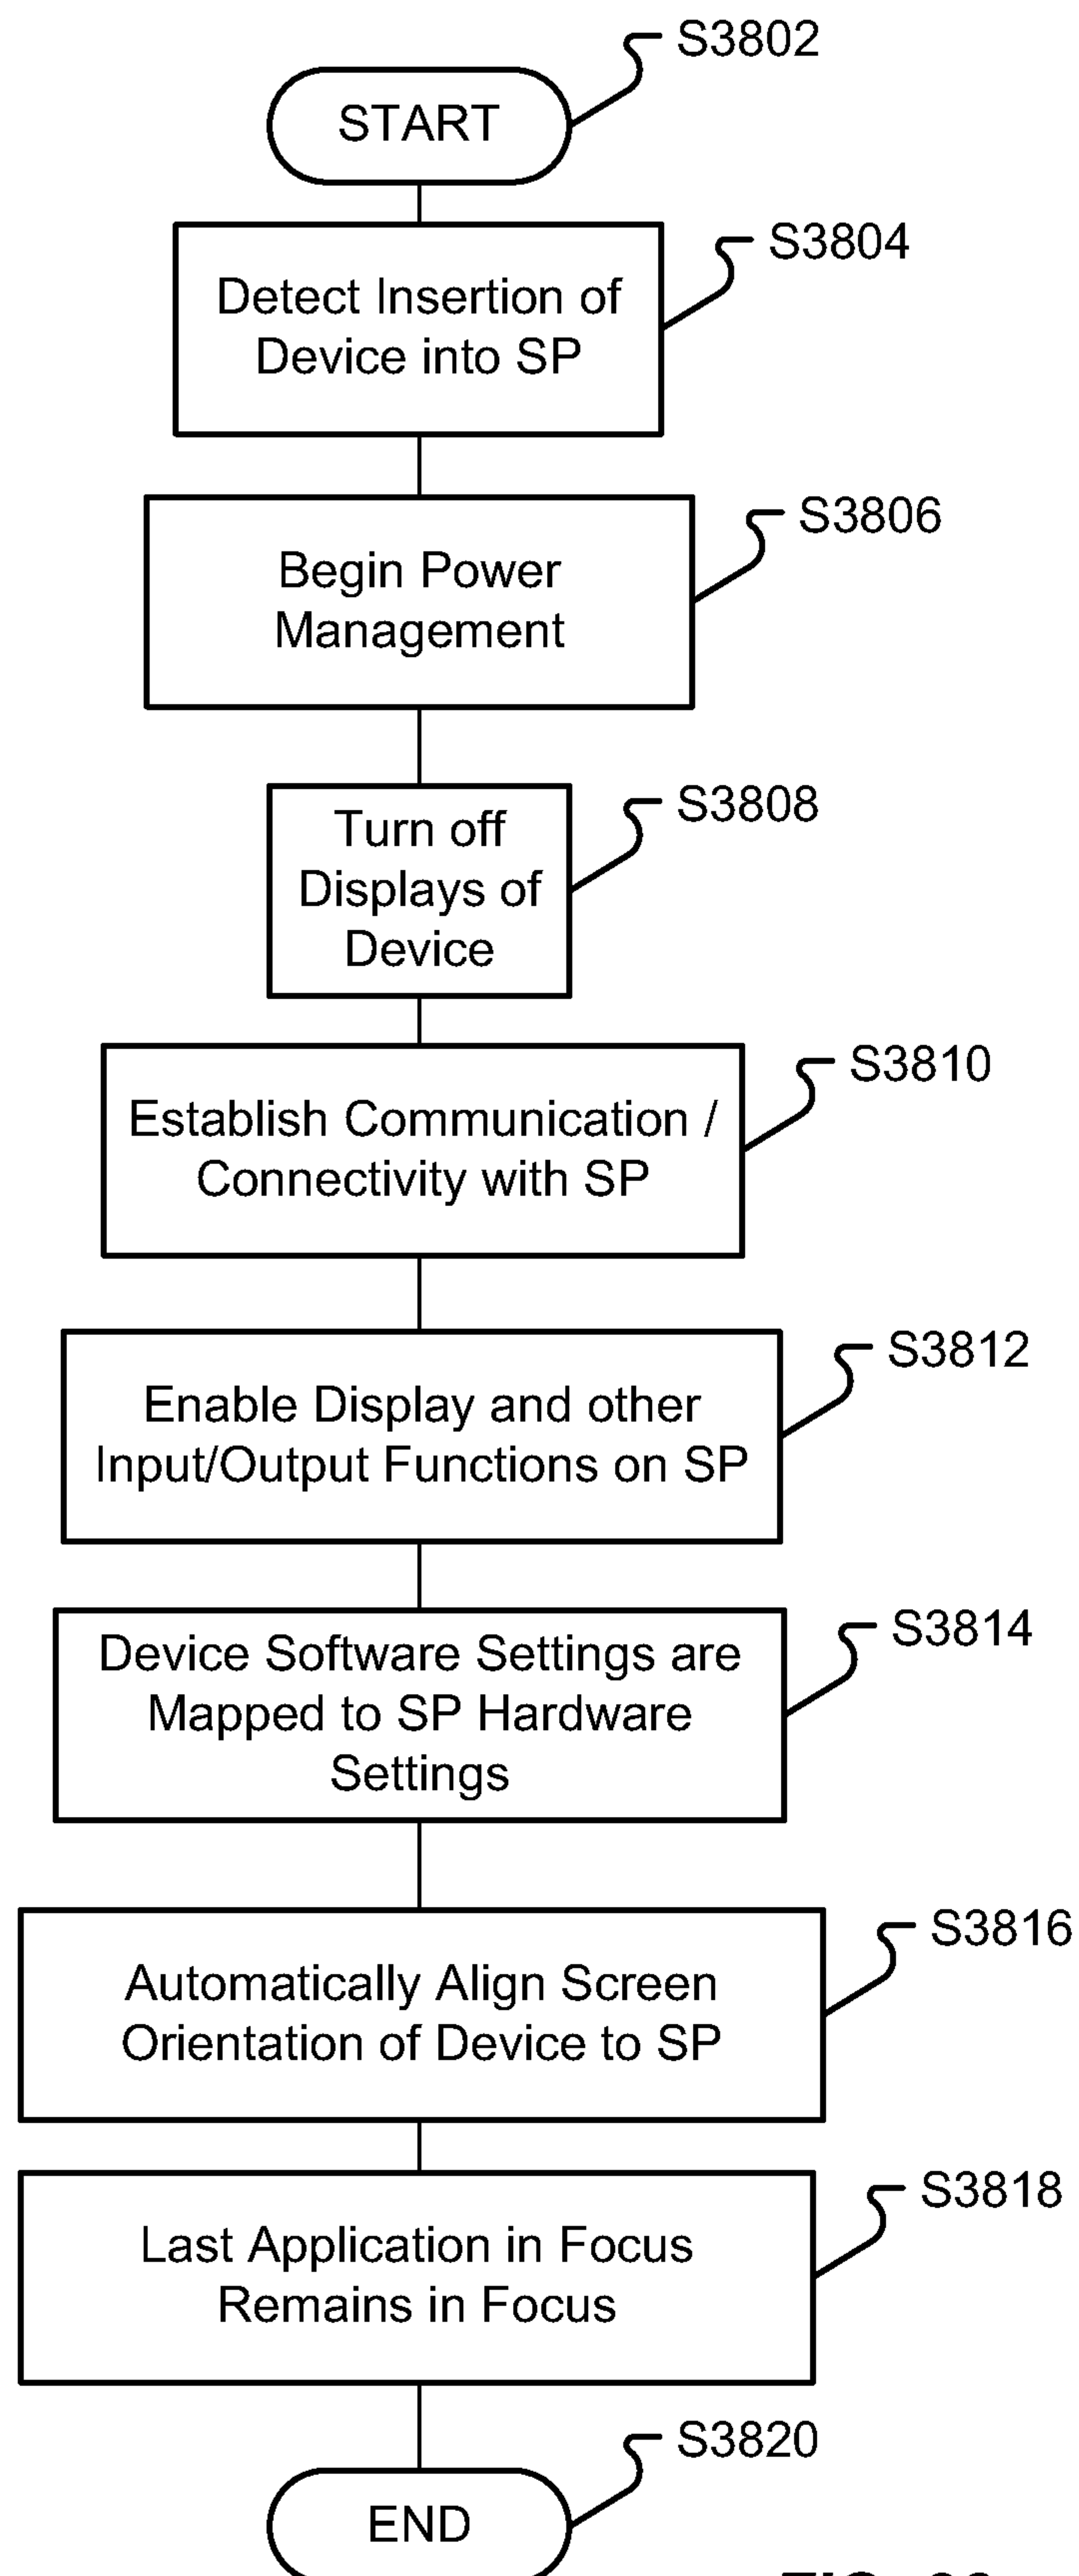 S3802
START
S3804
Detect Insertion of
Device into SP
S3806
Begin Power
Management
S3808
Turn off
Displays of
Device
S3810
Establish Communication /
Connectivity with SP
S3812
Enable Display and other
Input/Output Functions on SP
S3814
Device Software Settings are
Mapped to SP Hardware
Settings
S3816
Automatically Align Screen
Orientation of Device to SP
S3818
Last Application in Focus
Remains in Focus
S3820
END